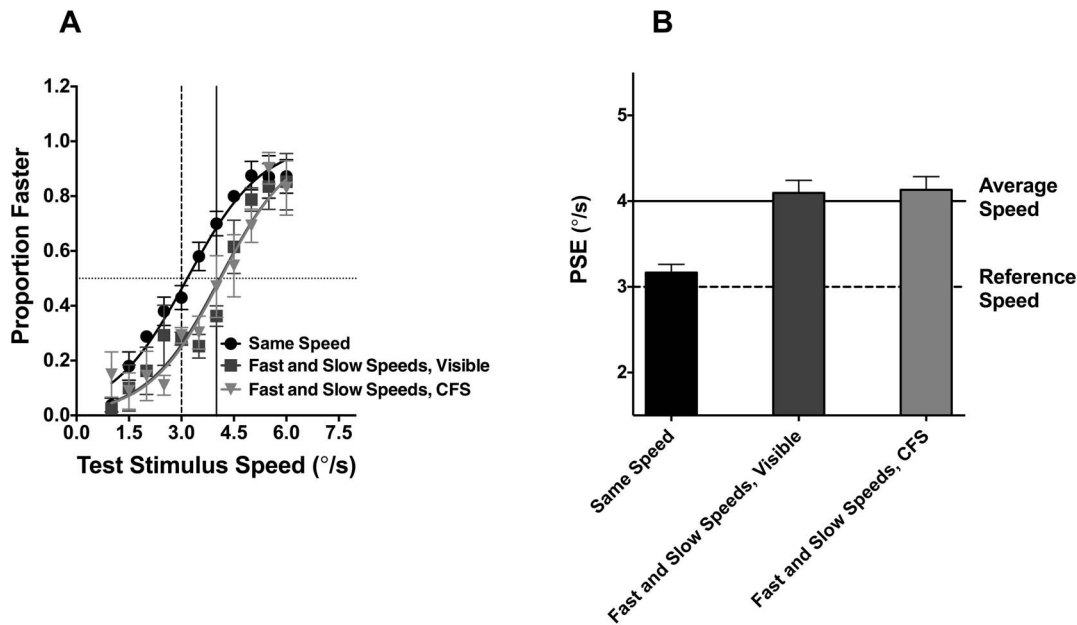 A
B
1.2
1.0
0.8
0.6
0.4
0.2
0.0
0.0
1.5
3.0
4.5
6.0
7.5
Proportion Faster
Test Stimulus Speed (°/s)
Same Speed
Fast and Slow Speeds, Visible
Fast and Slow Speeds, CFS
5
4
3
2
PSE (°/s)
Average
Speed
Reference
Speed
Same Speed
Fast and Slow Speeds, Visible
Fast and Slow Speeds, CFS